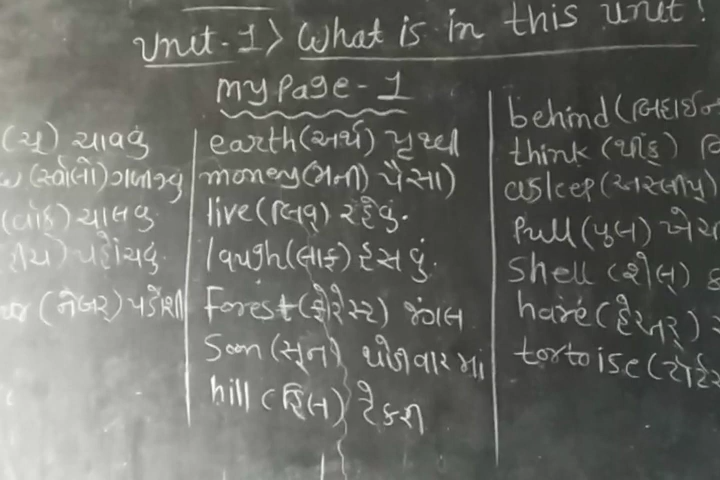 Unit-1> What is in this unit!
my Page-1
(ચૂ) ચાવવું
(સ્વોલો) ગળવું
(વૉક) ચાલવું
પહોંચવું
(નેબર) પડોશી
earth (અર્થ) પૃથ્વી
money (મની) પૈસા)
live (લિવ્) રહેવું.
laugh (લાફ) હસવું.
Forest (ફોરેસ્ટ) જંગલ
Soon (સૂન) થોડીવારમાં
hill (હિલ) ટેકરી
behind (બિહાઈન
think (થીંક)
asleep (અસ્લીપ)
Pull (પુલ) ખેંચ
Shell (શેલ)
hare (હેઅર)
tortoise (ટોર્ટ